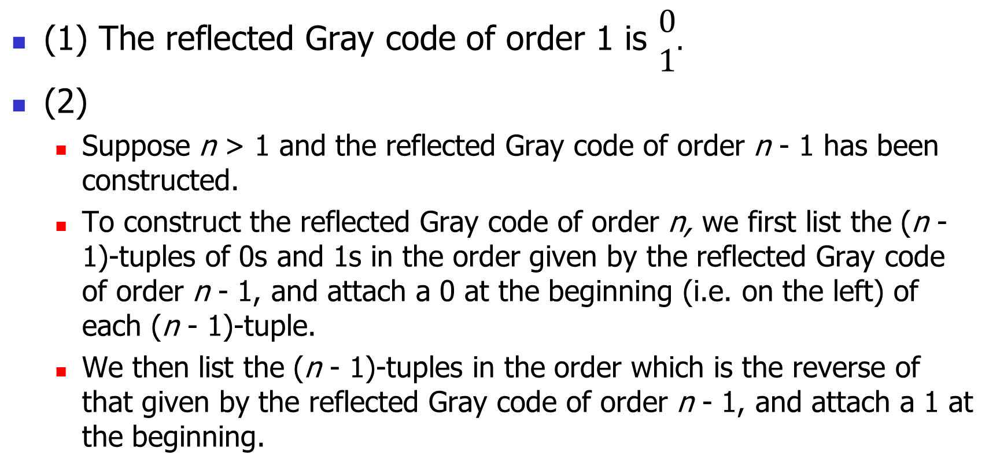 (1) The reflected Gray code of order 1 is 0 1.
(2)
Suppose n > 1 and the reflected Gray code of order n - 1 has been
constructed.
To construct the reflected Gray code of order n, we first list the (n -
1)-tuples of 0s and 1s in the order given by the reflected Gray code
of order n - 1, and attach a 0 at the beginning (i.e. on the left) of
each (n - 1)-tuple.
We then list the (n - 1)-tuples in the order which is the reverse of
that given by the reflected Gray code of order n - 1, and attach a 1 at
the beginning.